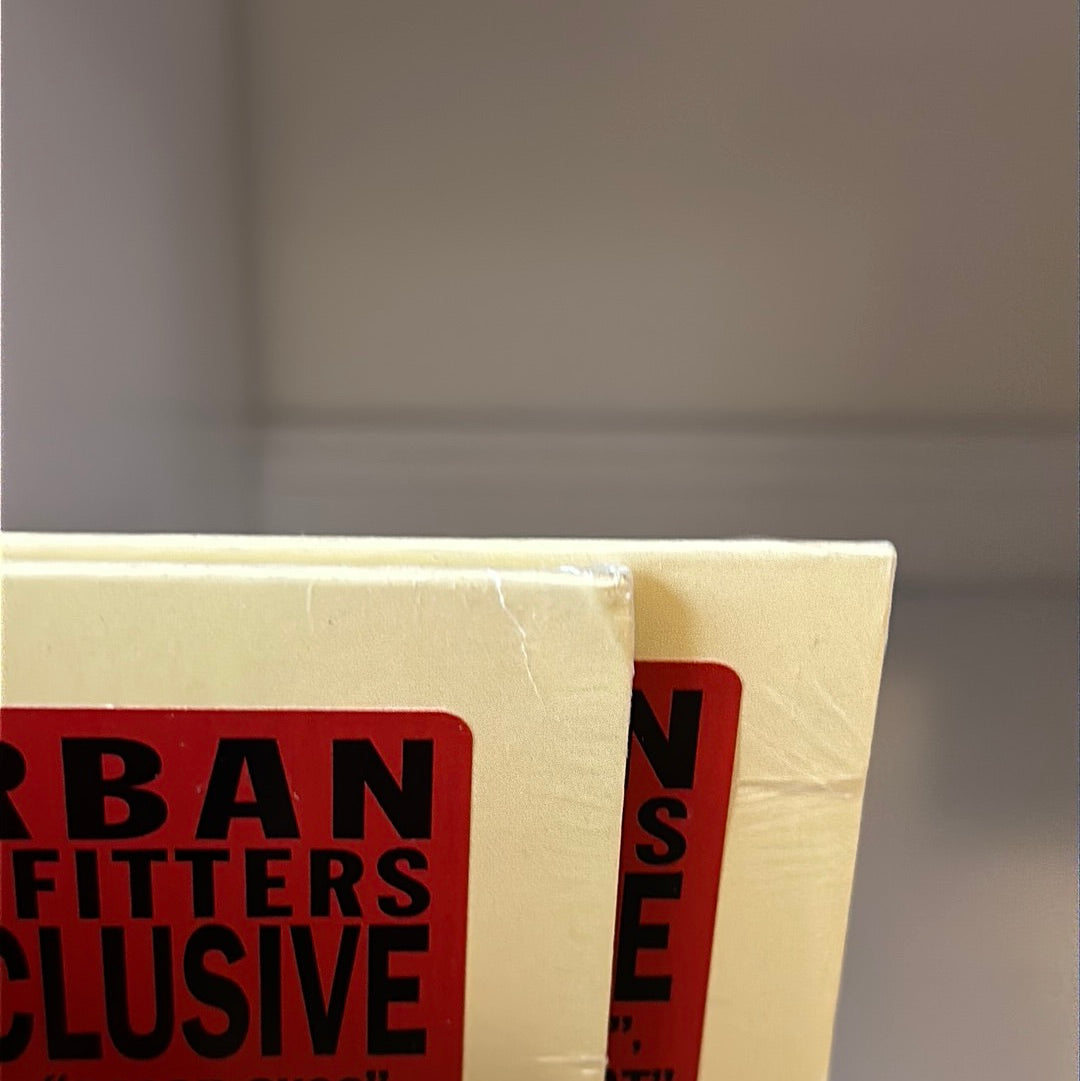 RBAN
FITTERS
CLUSIVE
N
S
E
",